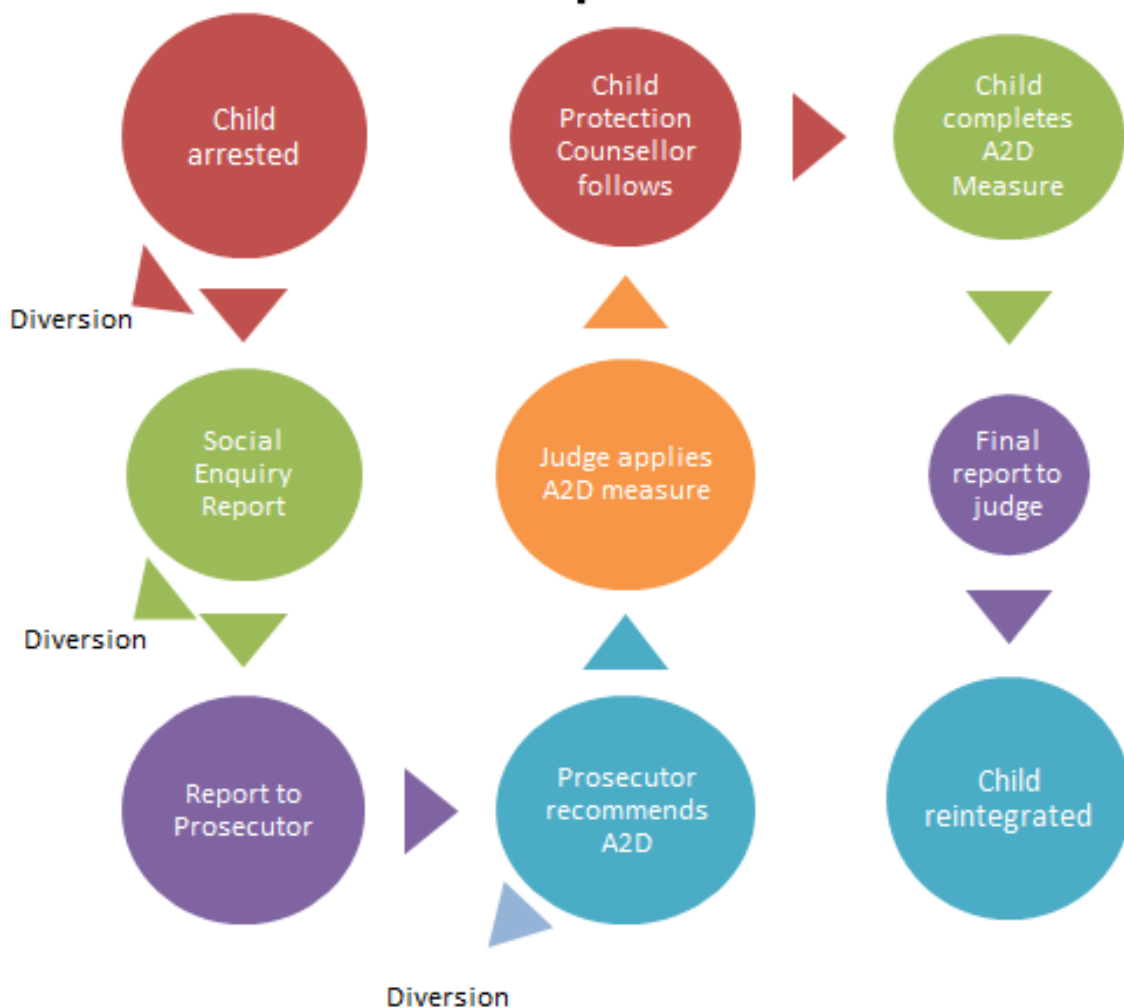 Child
arrested
Diversion
Social
Enquiry
Report
Diversion
Report to
Prosecutor
Prosecutor
recommends
A2D
Diversion
Judge applies
A2D measure
Child
Protection
Counsellor
follows
Child
completes
A2D
Measure
Final
report to
judge
Child
reintegrated